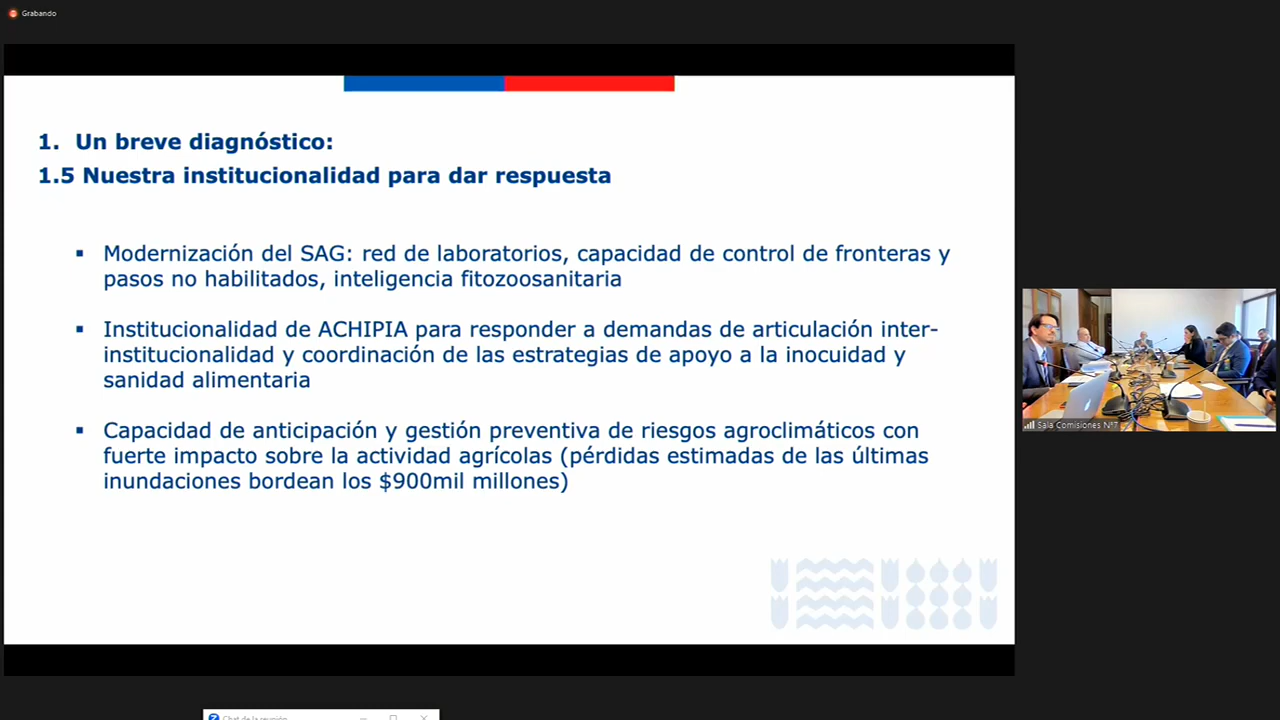 Grabando
1. Un breve diagnóstico:
1.5 Nuestra institucionalidad para dar respuesta
▪ Modernización del SAG: red de laboratorios, capacidad de control de fronteras y
pasos no habilitados, inteligencia fitozoosanitaria
▪ Institucionalidad de ACHIPIA para responder a demandas de articulación inter-
institucionalidad y coordinación de las estrategias de apoyo a la inocuidad y
sanidad alimentaria
▪ Capacidad de anticipación y gestión preventiva de riesgos agroclimáticos con
fuerte impacto sobre la actividad agrícolas (pérdidas estimadas de las últimas
inundaciones bordean los $900mil millones)
Sala Comisiones N°7
Chat de la reunión